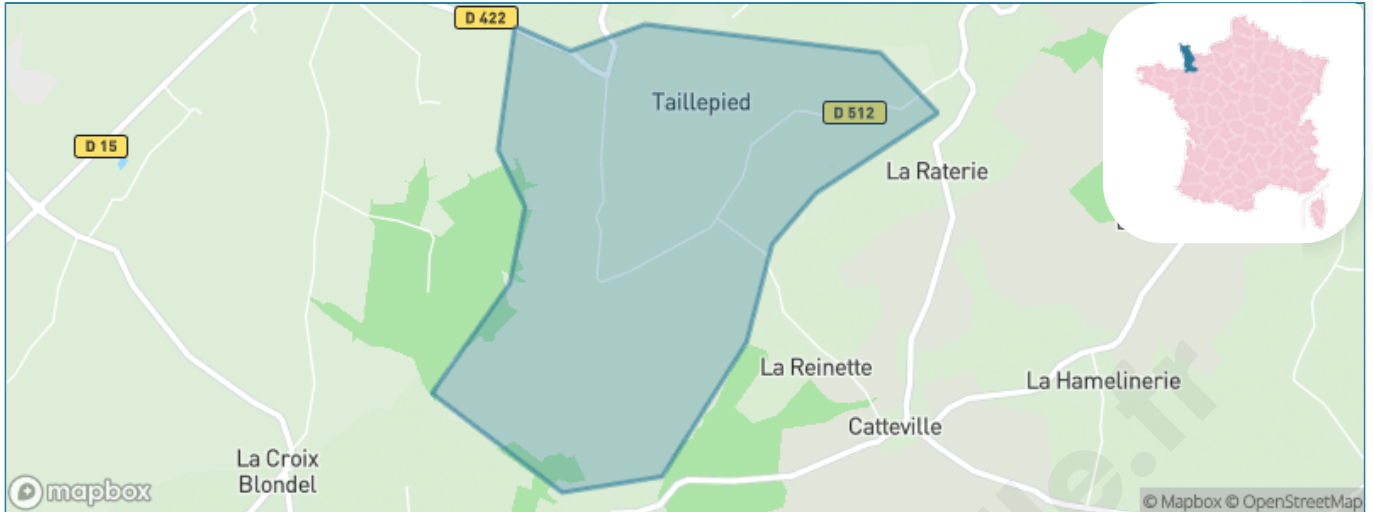 D 422
Taillepied
D 512
D 15
La Raterie
La Reinette
La Hamelinerie
Catteville
La Croix
Blondel
mapbox
© Mapbox © OpenStreetMap